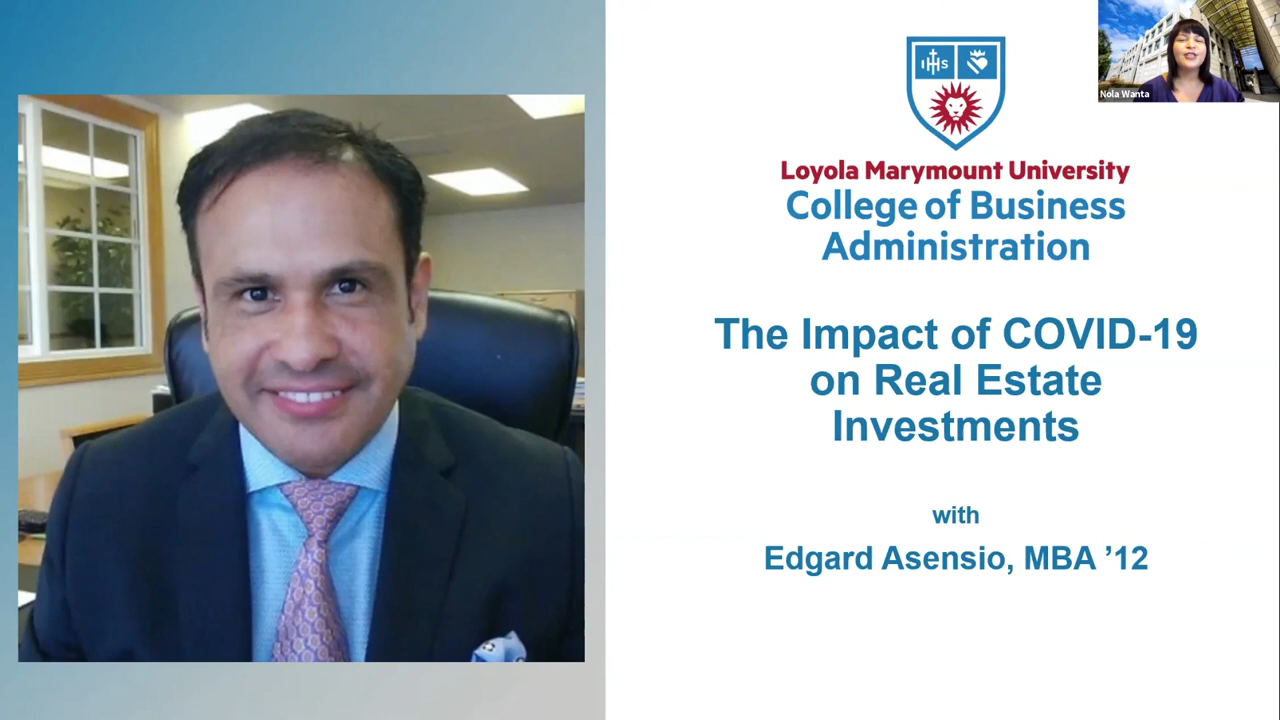 Nola Wanta
IHS
Loyola Marymount University
College of Business
Administration
The Impact of COVID-19
on Real Estate
Investments
with
Edgard Asensio, MBA ’12